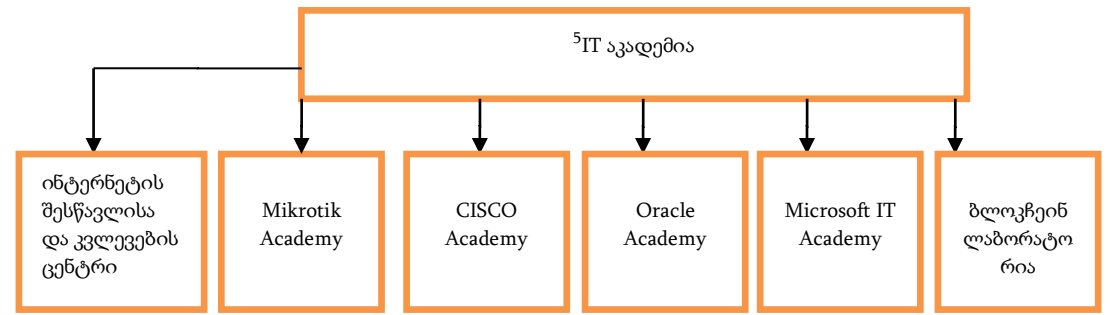 ⁵IT აკადემია
ინტერნეტის
შესწავლისა
და კვლევების
ცენტრი
Mikrotik
Academy
CISCO
Academy
Oracle
Academy
Microsoft IT
Academy
ბლოკჩეინ
ლაბორატო
რია